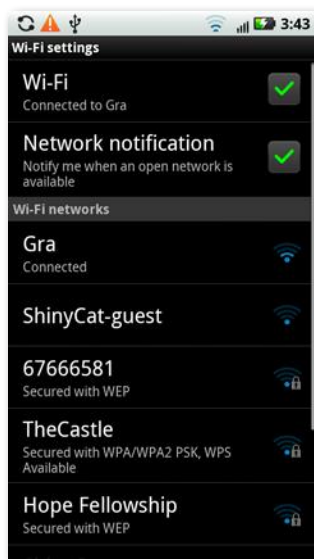 3:43
Wi-Fi settings
Wi-Fi
Connected to Gra
Network notification
Notify me when an open network is
available
Wi-Fi networks
Gra
Connected
ShinyCat-guest
67666581
Secured with WEP
TheCastle
Secured with WPA/WPA2 PSK, WPS
Available
Hope Fellowship
Secured with WEP